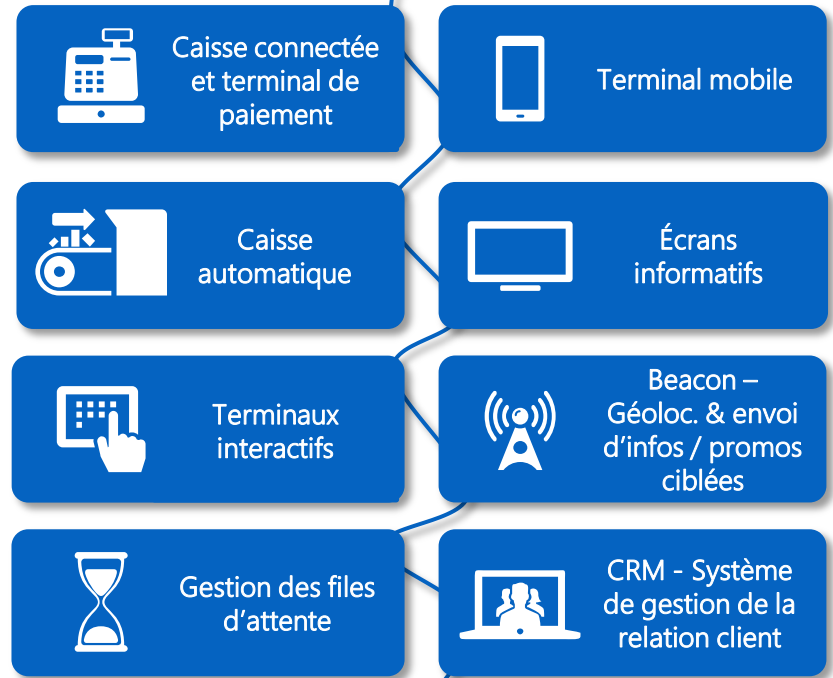 Caisse connectée
et terminal de
paiement
Terminal mobile
Caisse
automatique
Écrans
informatifs
Terminaux
interactifs
Beacon –
Géoloc. & envoi
d'infos / promos
ciblées
Gestion des files
d'attente
CRM - Système
de gestion de la
relation client